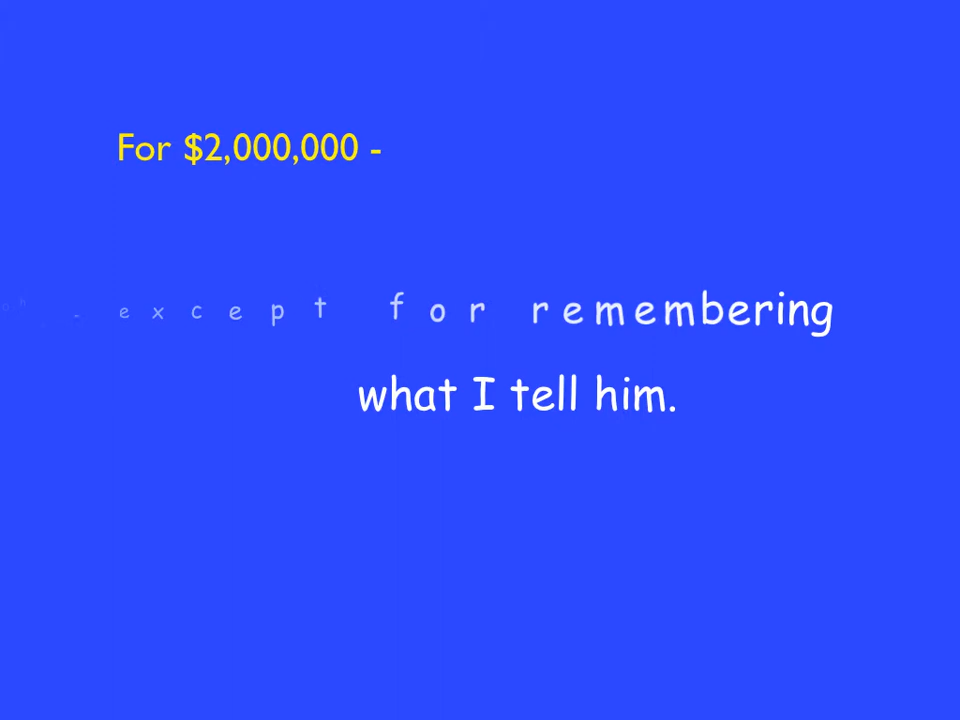 For $2,000,000 -
except for remembering
what I tell him.